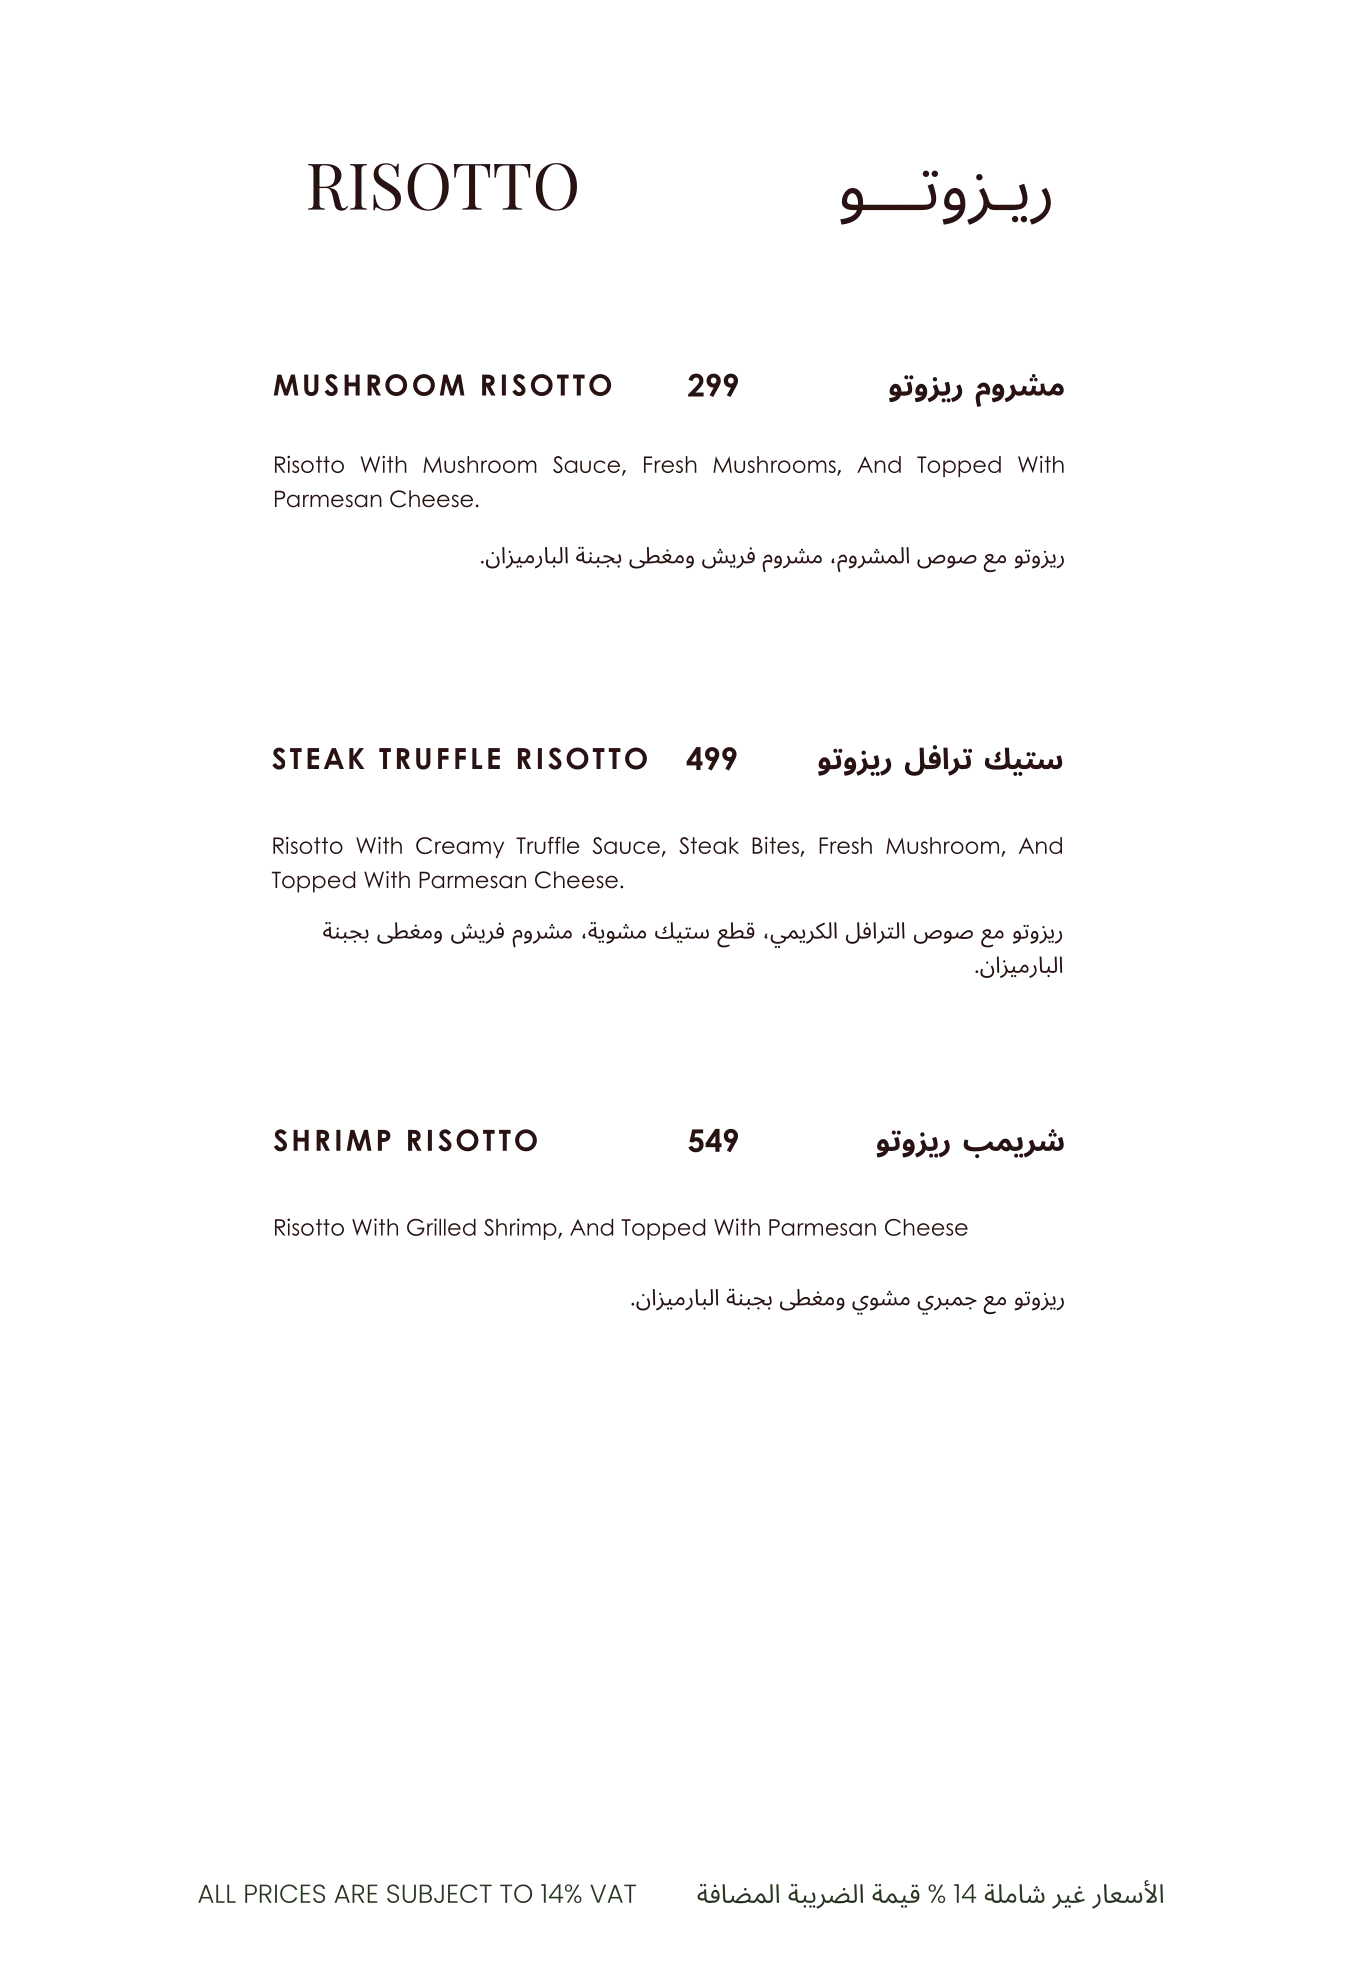 RISOTTO ريـزوتـــو
MUSHROOM RISOTTO 299 مشروم ريزوتو
Risotto With Mushroom Sauce, Fresh Mushrooms, And Topped With
Parmesan Cheese.
ريزوتو مع صوص المشروم، مشروم فريش ومغطى بجبنة البارميزان.
STEAK TRUFFLE RISOTTO 499 ستيك ترافل ريزوتو
Risotto With Creamy Truffle Sauce, Steak Bites, Fresh Mushroom, And
Topped With Parmesan Cheese.
ريزوتو مع صوص الترافل الكريمي، قطع ستيك مشوية، مشروم فريش ومغطى بجبنة
البارميزان.
SHRIMP RISOTTO 549 شريمب ريزوتو
Risotto With Grilled Shrimp, And Topped With Parmesan Cheese
ريزوتو مع جمبري مشوي ومغطى بجبنة البارميزان.
ALL PRICES ARE SUBJECT TO 14% VAT الأسعار غير شاملة 14 % قيمة الضريبة المضافة